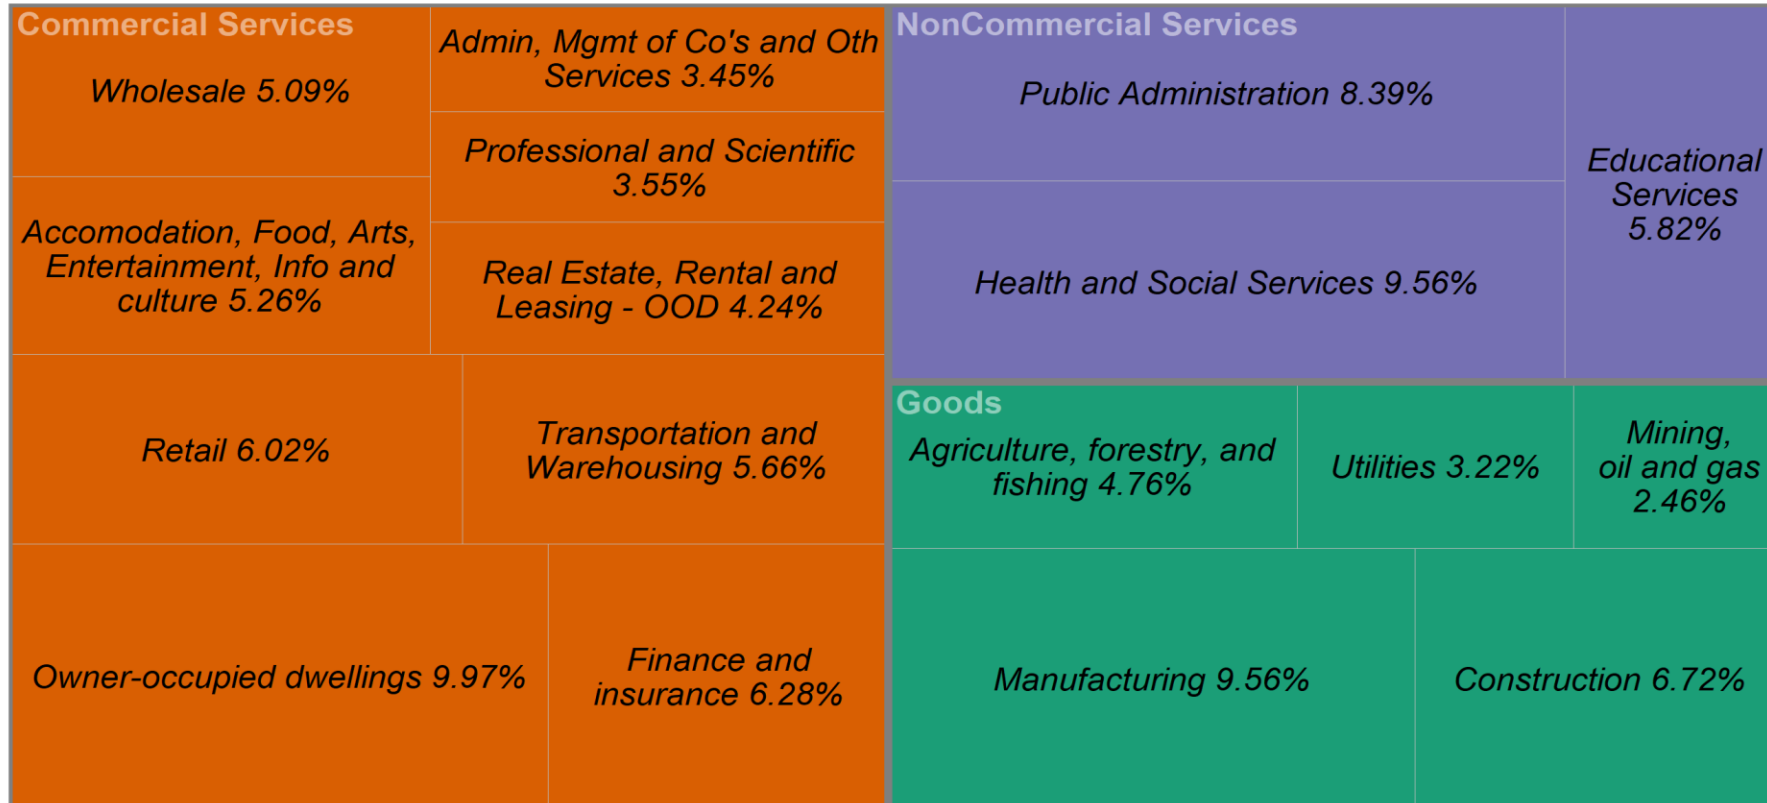 Commercial Services
Wholesale 5.09%
Admin, Mgmt of Co's and Oth
Services 3.45%
Professional and Scientific
3.55%
Accomodation, Food, Arts,
Entertainment, Info and
culture 5.26%
Real Estate, Rental and
Leasing - OOD 4.24%
Retail 6.02%
Transportation and
Warehousing 5.66%
Owner-occupied dwellings 9.97%
Finance and
insurance 6.28%
NonCommercial Services
Public Administration 8.39%
Health and Social Services 9.56%
Educational
Services
5.82%
Goods
Agriculture, forestry, and
fishing 4.76%
Utilities 3.22%
Mining,
oil and gas
2.46%
Manufacturing 9.56%
Construction 6.72%